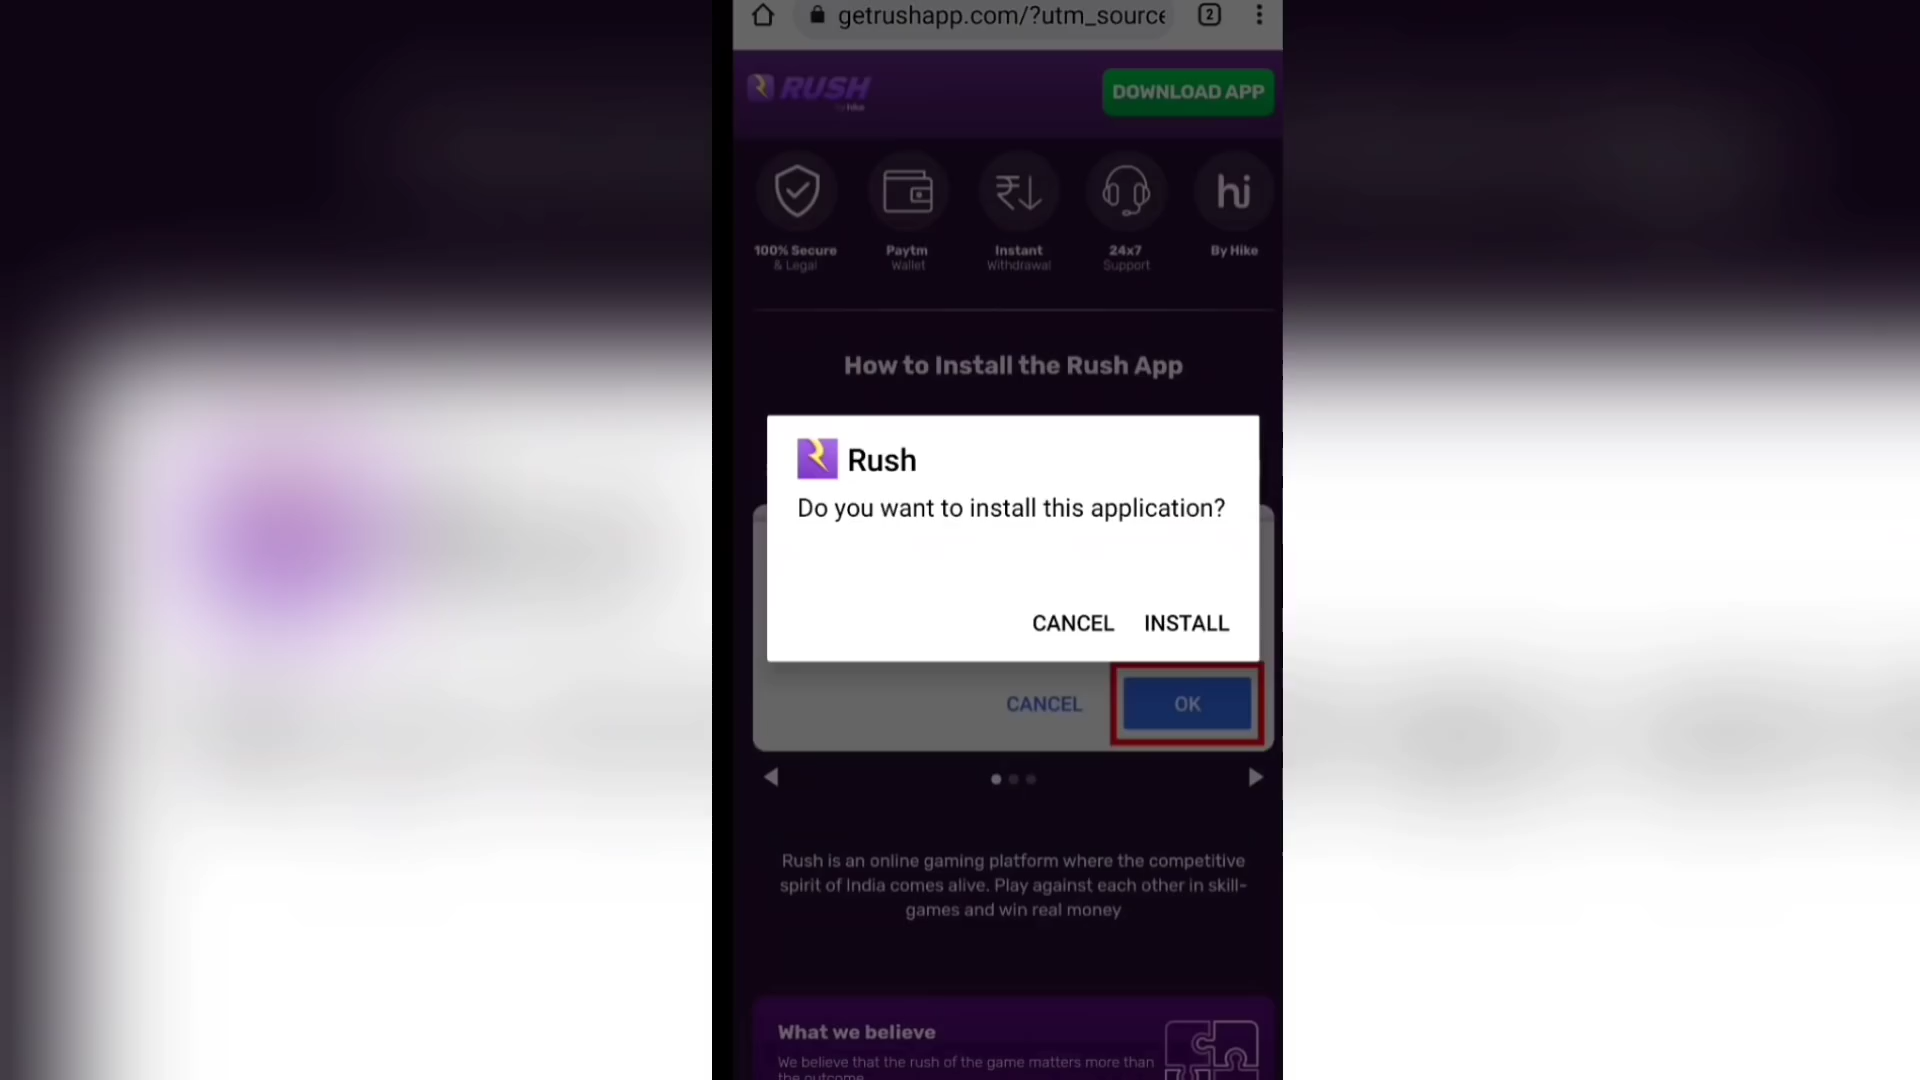 getrushapp.com/?utm_source
2
RUSH
by hike
DOWNLOAD APP
100% Secure
& Legal
Paytm
Wallet
Instant
Withdrawal
24x7
Support
hi
By Hike
How to Install the Rush App
Rush
Do you want to install this application?
CANCEL INSTALL
CANCEL OK
Rush is an online gaming platform where the competitive
spirit of India comes alive. Play against each other in skill-
games and win real money
What we believe
We believe that the rush of the game matters more than
the outcome